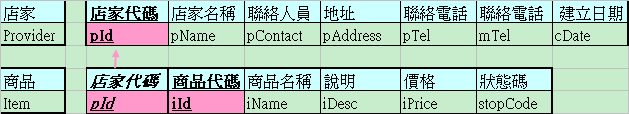 店家 店家代碼 店家名稱 聯絡人員 地址 聯絡電話 聯絡電話 建立日期
Provider pId pName pContact pAddress pTel mTel cDate
商品 店家代碼 商品代碼 商品名稱 說明 價格 狀態碼
Item pId iId iName iDesc iPrice stopCode